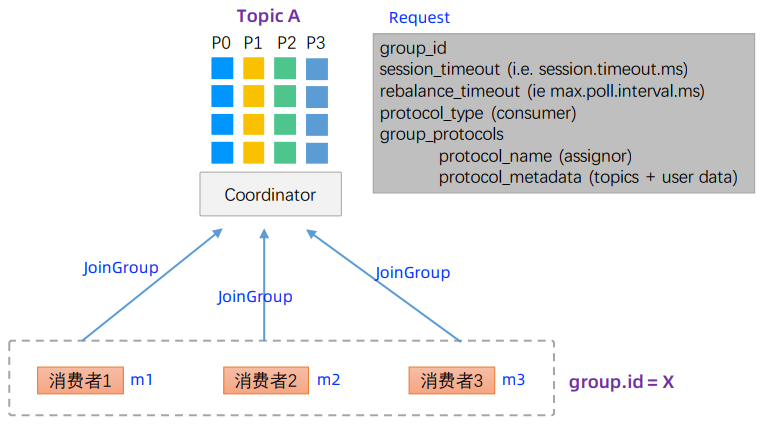 Topic A
Request
P0 P1 P2 P3
group_id
session_timeout (i.e. session.timeout.ms)
rebalance_timeout (ie max.poll.interval.ms)
protocol_type (consumer)
group_protocols
protocol_name (assignor)
protocol_metadata (topics + user data)
Coordinator
JoinGroup
JoinGroup
JoinGroup
消费者1 m1
消费者2 m2
消费者3 m3
group.id = X